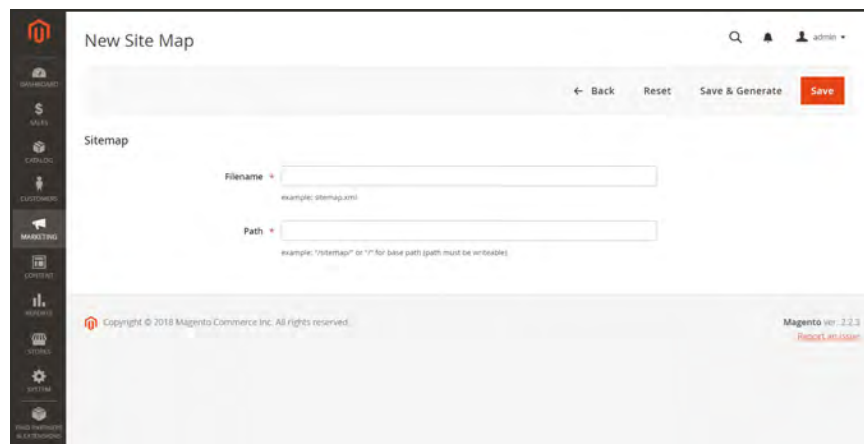 New Site Map
admin
← Back Reset Save & Generate Save
Sitemap
Filename *
example: sitemap.xml
Path *
example: "/sitemap/" or "/" for base path (path must be writeable)
DASHBOARD
SALES
CATALOG
CUSTOMERS
MARKETING
CONTENT
REPORTS
STORES
SYSTEM
FIND PARTNERS
& EXTENSIONS
Copyright © 2018 Magento Commerce Inc. All rights reserved.
Magento ver. 2.2.3
Report an Issue